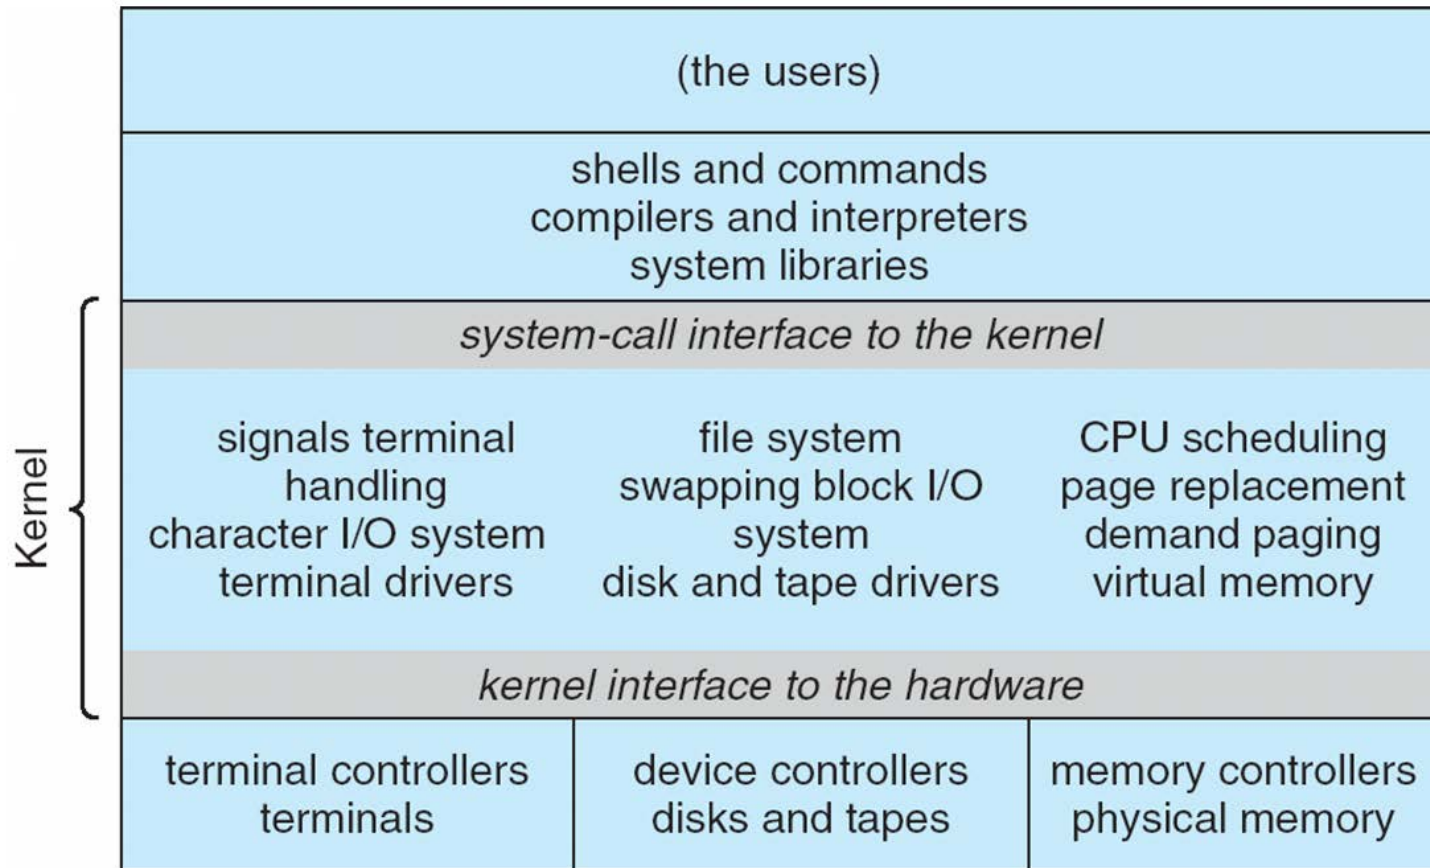 (the users)
shells and commands
compilers and interpreters
system libraries
Kernel
system-call interface to the kernel
signals terminal
handling
character I/O system
terminal drivers
file system
swapping block I/O
system
disk and tape drivers
CPU scheduling
page replacement
demand paging
virtual memory
kernel interface to the hardware
terminal controllers
terminals
device controllers
disks and tapes
memory controllers
physical memory